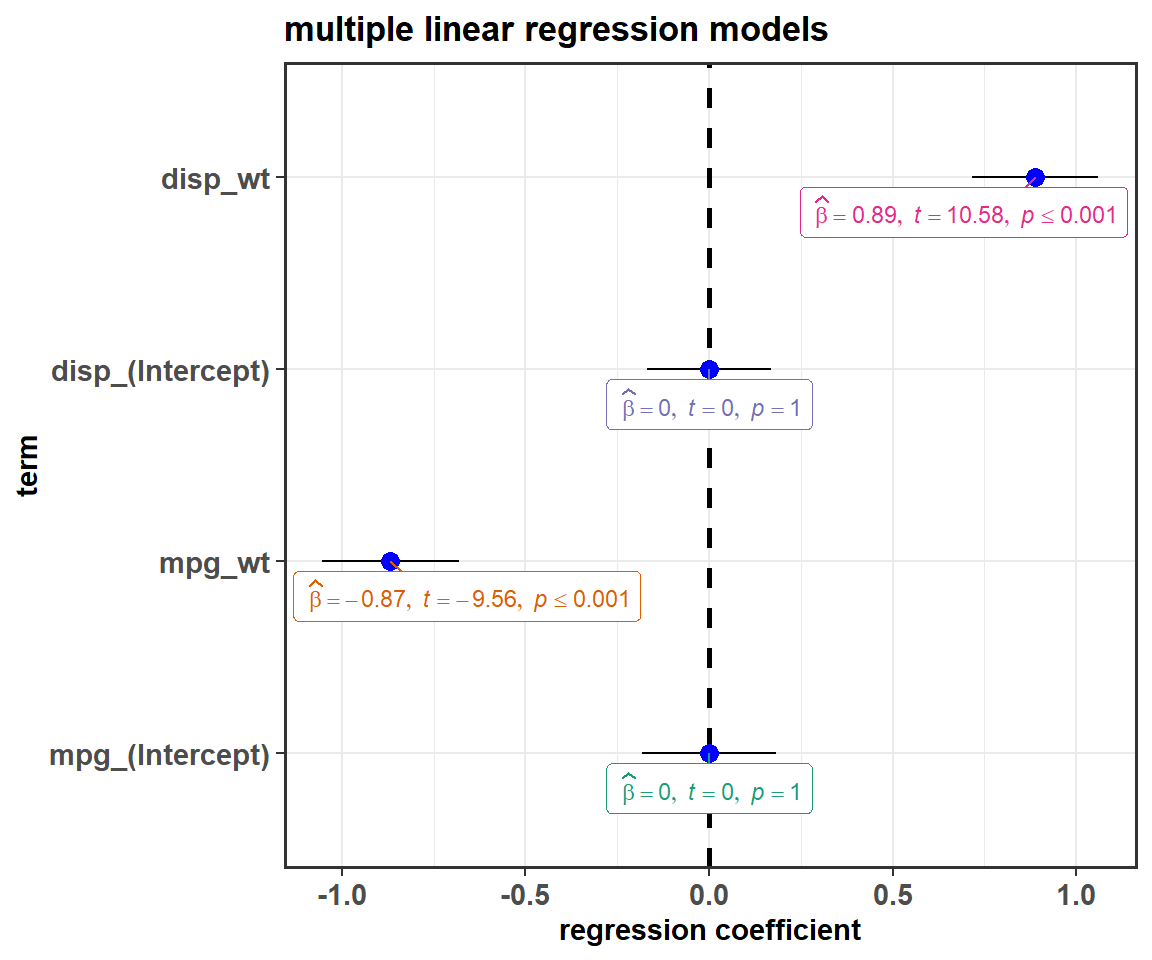 multiple linear regression models
disp_wt
β̂ = 0.89, t = 10.58, p ≤ 0.001
disp_(Intercept)
β̂ = 0, t = 0, p = 1
term
mpg_wt
β̂ = −0.87, t = −9.56, p ≤ 0.001
mpg_(Intercept)
β̂ = 0, t = 0, p = 1
-1.0 -0.5 0.0 0.5 1.0
regression coefficient